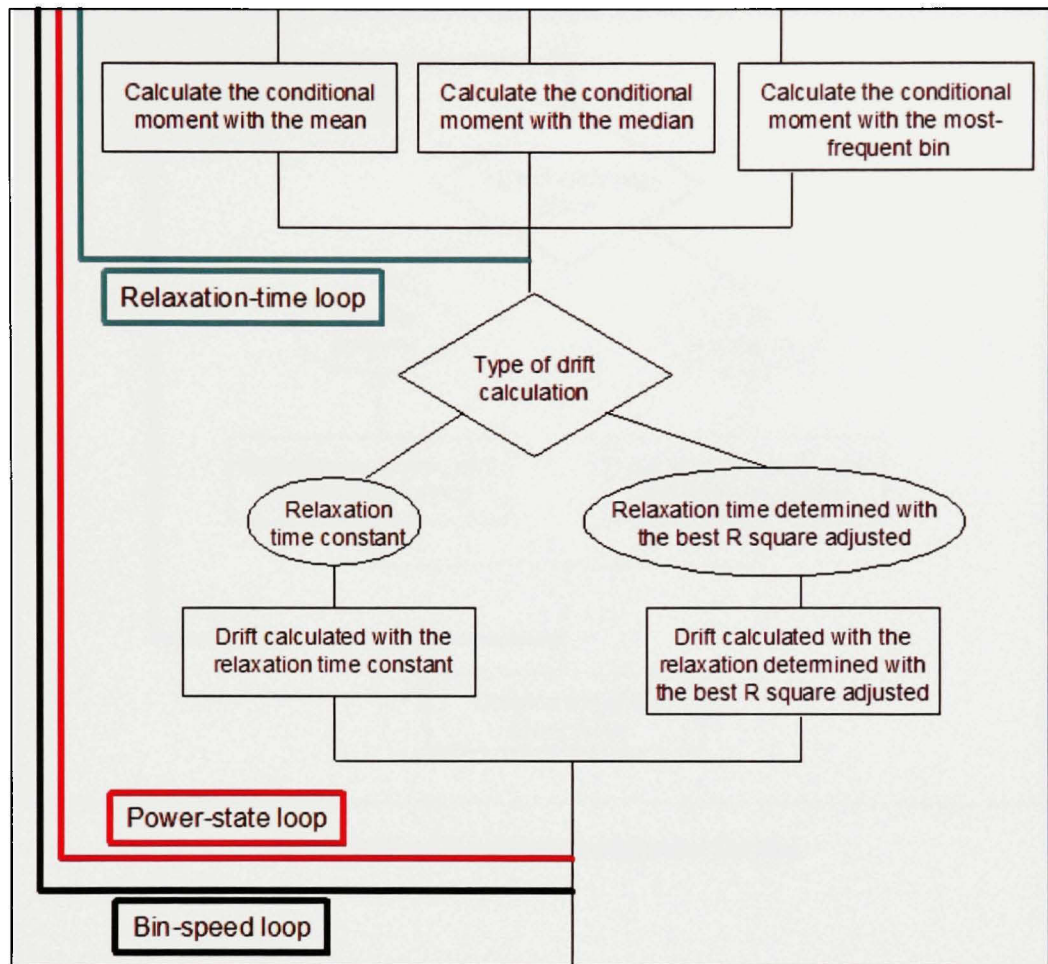 Calculate the conditional
moment with the mean
Calculate the conditional
moment with the median
Calculate the conditional
moment with the most-
frequent bin
Relaxation-time loop
Type of drift
calculation
Relaxation
time constant
Relaxation time determined with
the best R square adjusted
Drift calculated with the
relaxation time constant
Drift calculated with the
relaxation determined with
the best R square adjusted
Power-state loop
Bin-speed loop